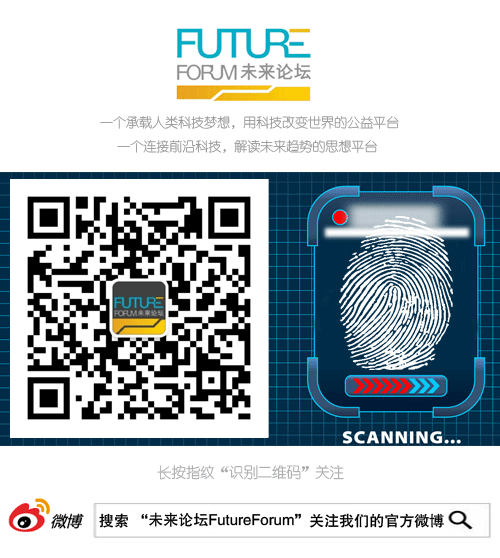 FUTURE
FORUM 未来论坛
一个承载人类科技梦想，用科技改变世界的公益平台
一个连接前沿科技，解读未来趋势的思想平台
FUTURE
FORUM 未来论坛
SCANNING...
长按指纹“识别二维码”关注
微博 搜索 “未来论坛FutureForum”关注我们的官方微博